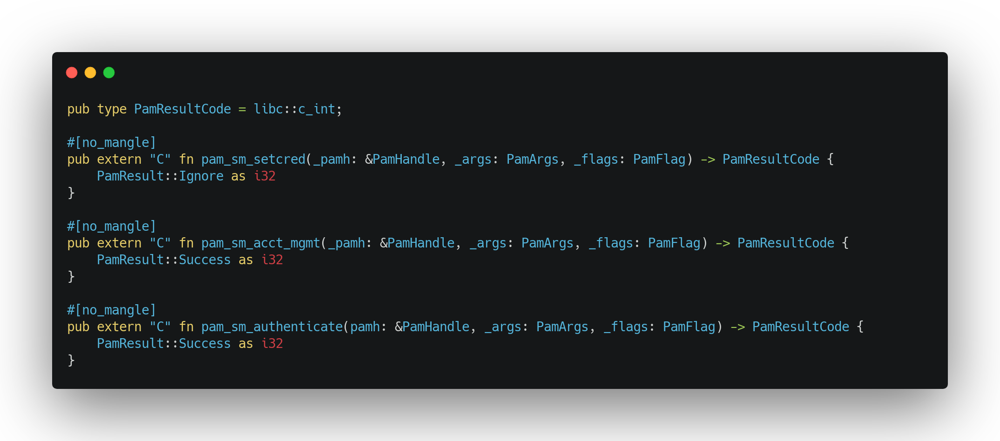 pub type PamResultCode = libc::c_int;

#[no_mangle]
pub extern "C" fn pam_sm_setcred(_pamh: &PamHandle, _args: PamArgs, _flags: PamFlag) -> PamResultCode {
    PamResult::Ignore as i32
}

#[no_mangle]
pub extern "C" fn pam_sm_acct_mgmt(_pamh: &PamHandle, _args: PamArgs, _flags: PamFlag) -> PamResultCode {
    PamResult::Success as i32
}

#[no_mangle]
pub extern "C" fn pam_sm_authenticate(pamh: &PamHandle, _args: PamArgs, _flags: PamFlag) -> PamResultCode {
    PamResult::Success as i32
}